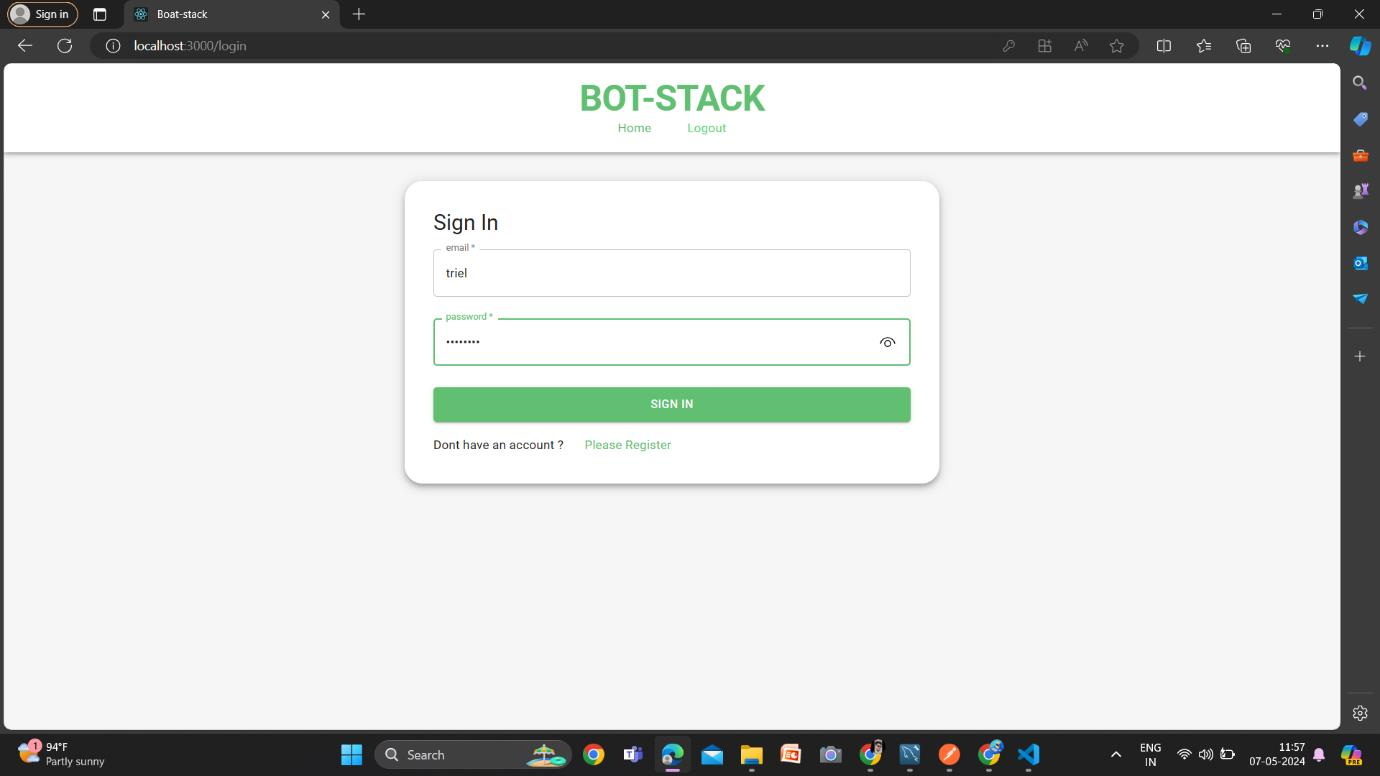 Sign in
Boat-stack
localhost:3000/login
BOT-STACK
Home Logout
Sign In
email *
triel
password *
••••••••
SIGN IN
Dont have an account ? Please Register
1
94°F
Partly sunny
Search
ENG
IN
11:57
07-05-2024
PRE